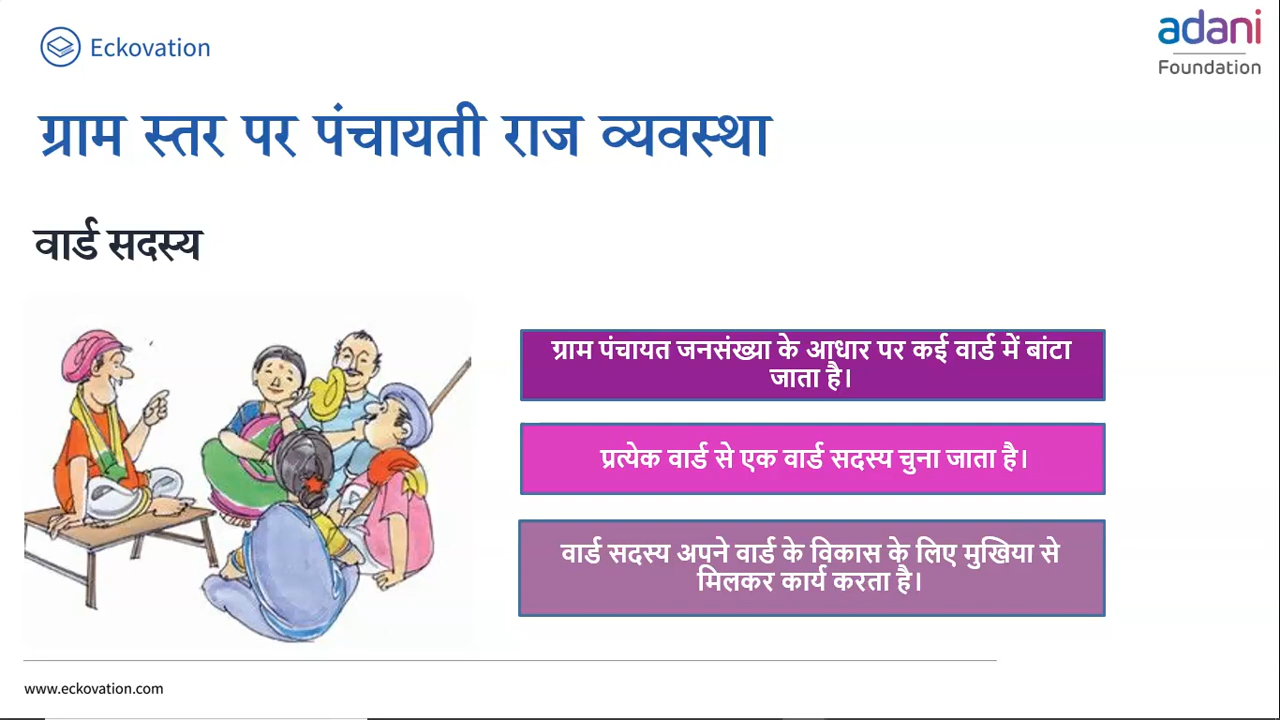 Eckovation
adani
Foundation
ग्राम स्तर पर पंचायती राज व्यवस्था
वार्ड सदस्य
ग्राम पंचायत जनसंख्या के आधार पर कई वार्ड में बांटा
जाता है।
प्रत्येक वार्ड से एक वार्ड सदस्य चुना जाता है।
वार्ड सदस्य अपने वार्ड के विकास के लिए मुखिया से
मिलकर कार्य करता है।
www.eckovation.com